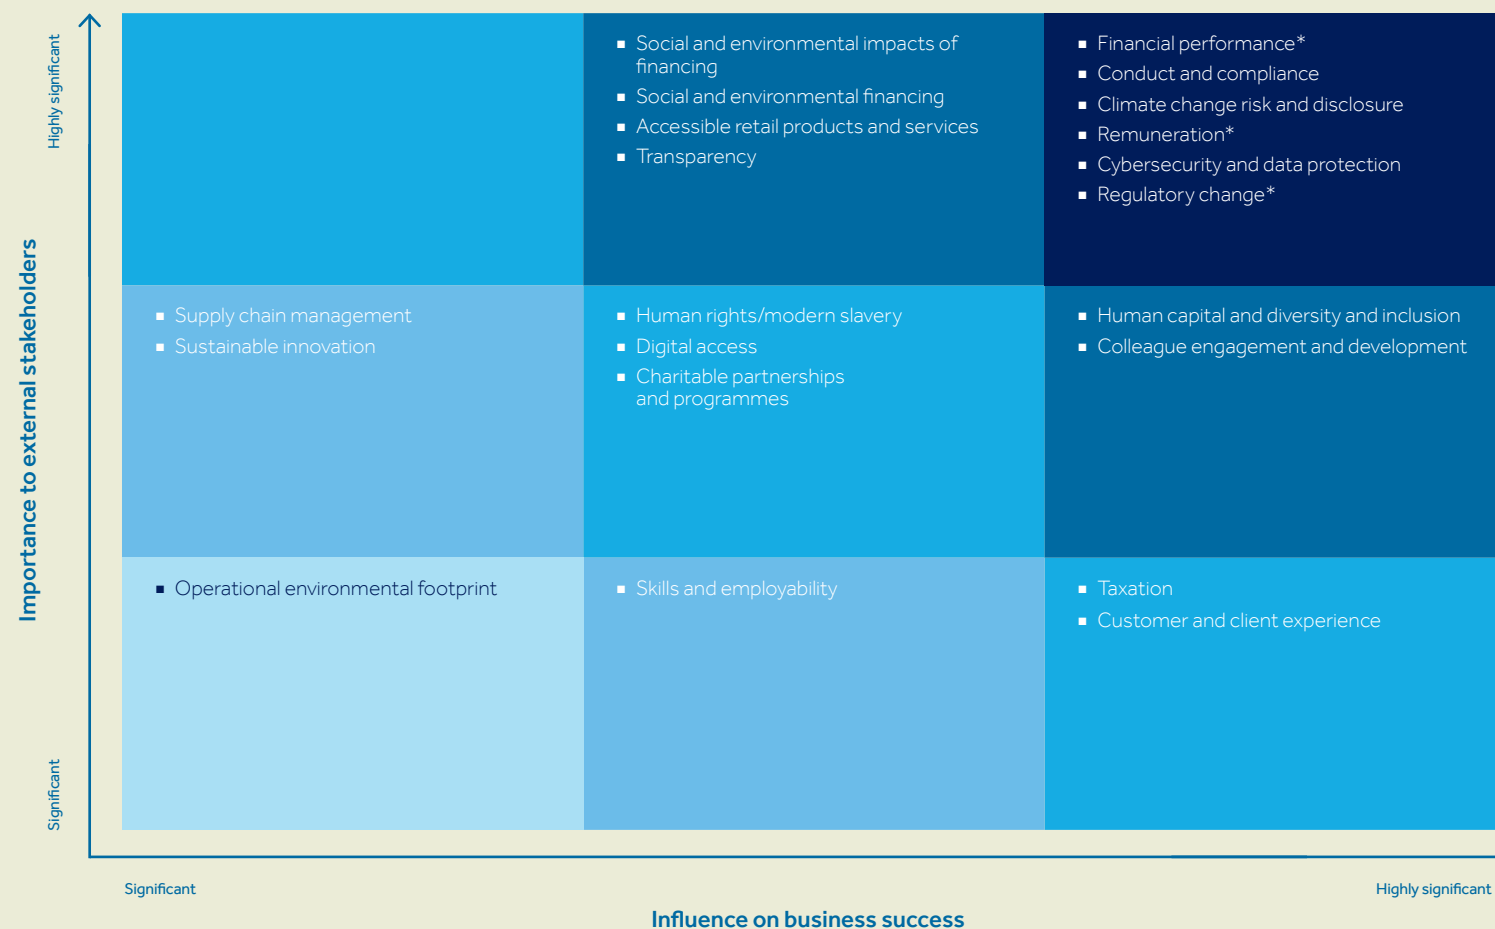 Highly significant
Importance to external stakeholders
Significant
Social and environmental impacts of
financing
Social and environmental financing
Accessible retail products and services
Transparency
Financial performance*
Conduct and compliance
Climate change risk and disclosure
Remuneration*
Cybersecurity and data protection
Regulatory change*
Supply chain management
Sustainable innovation
Human rights/modern slavery
Digital access
Charitable partnerships
and programmes
Human capital and diversity and inclusion
Colleague engagement and development
Operational environmental footprint
Skills and employability
Taxation
Customer and client experience
Significant
Highly significant
Influence on business success